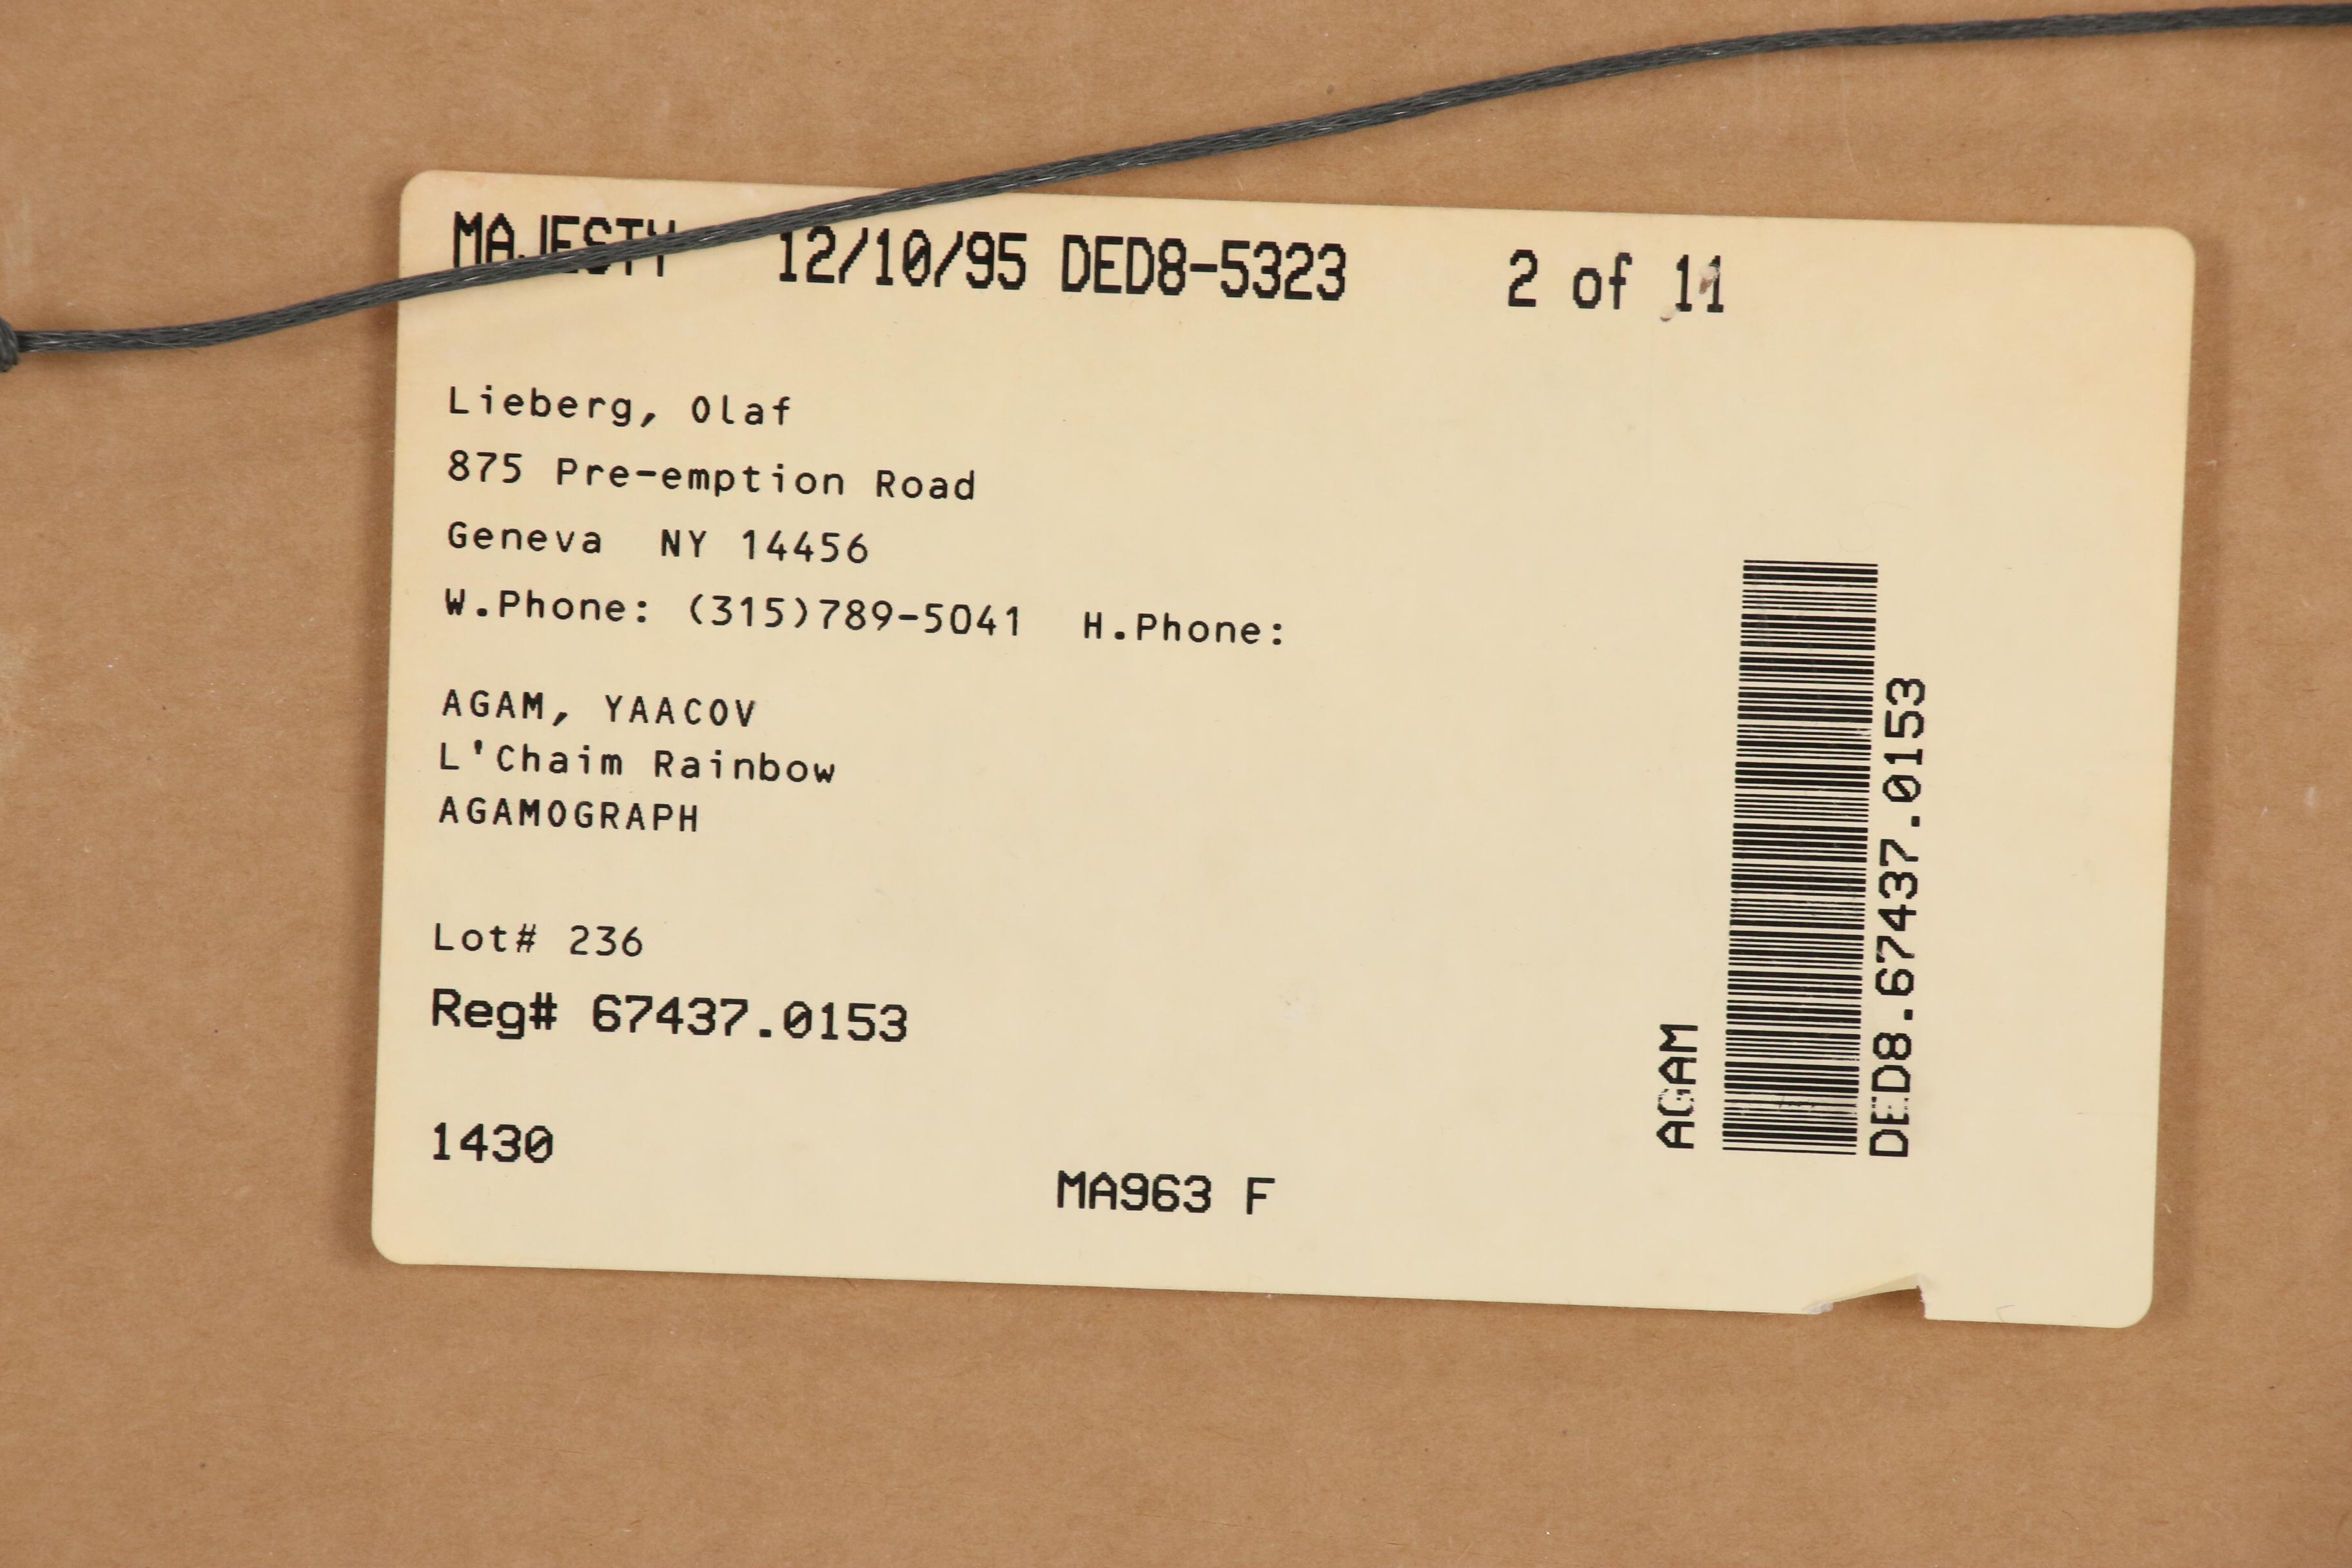 MAJESTY 12/10/95 DED8-5323 2 of 11
Lieberg, Olaf
875 Pre-emption Road
Geneva NY 14456
W.Phone: (315)789-5041 H.Phone:
AGAM, YAACOV
L'Chaim Rainbow
AGAMOGRAPH
Lot# 236
Reg# 67437.0153
1430
MA963 F
AGAM
DED8.67437.0153